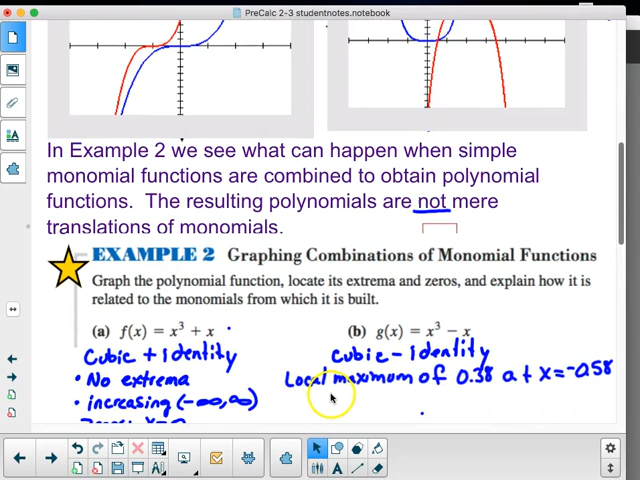 PreCalc 2-3 studentnotes.notebook
In Example 2 we see what can happen when simple
monomial functions are combined to obtain polynomial
functions. The resulting polynomials are not mere
translations of monomials.
EXAMPLE 2 Graphing Combinations of Monomial Functions
Graph the polynomial function, locate its extrema and zeros, and explain how it is
related to the monomials from which it is built.
(a) f(x) = x³ + x (b) g(x) = x³ − x
Cubic + identity Cubic − identity
• No extrema Local maximum of 0.38 at x = −0.58
• increasing (−∞, ∞)